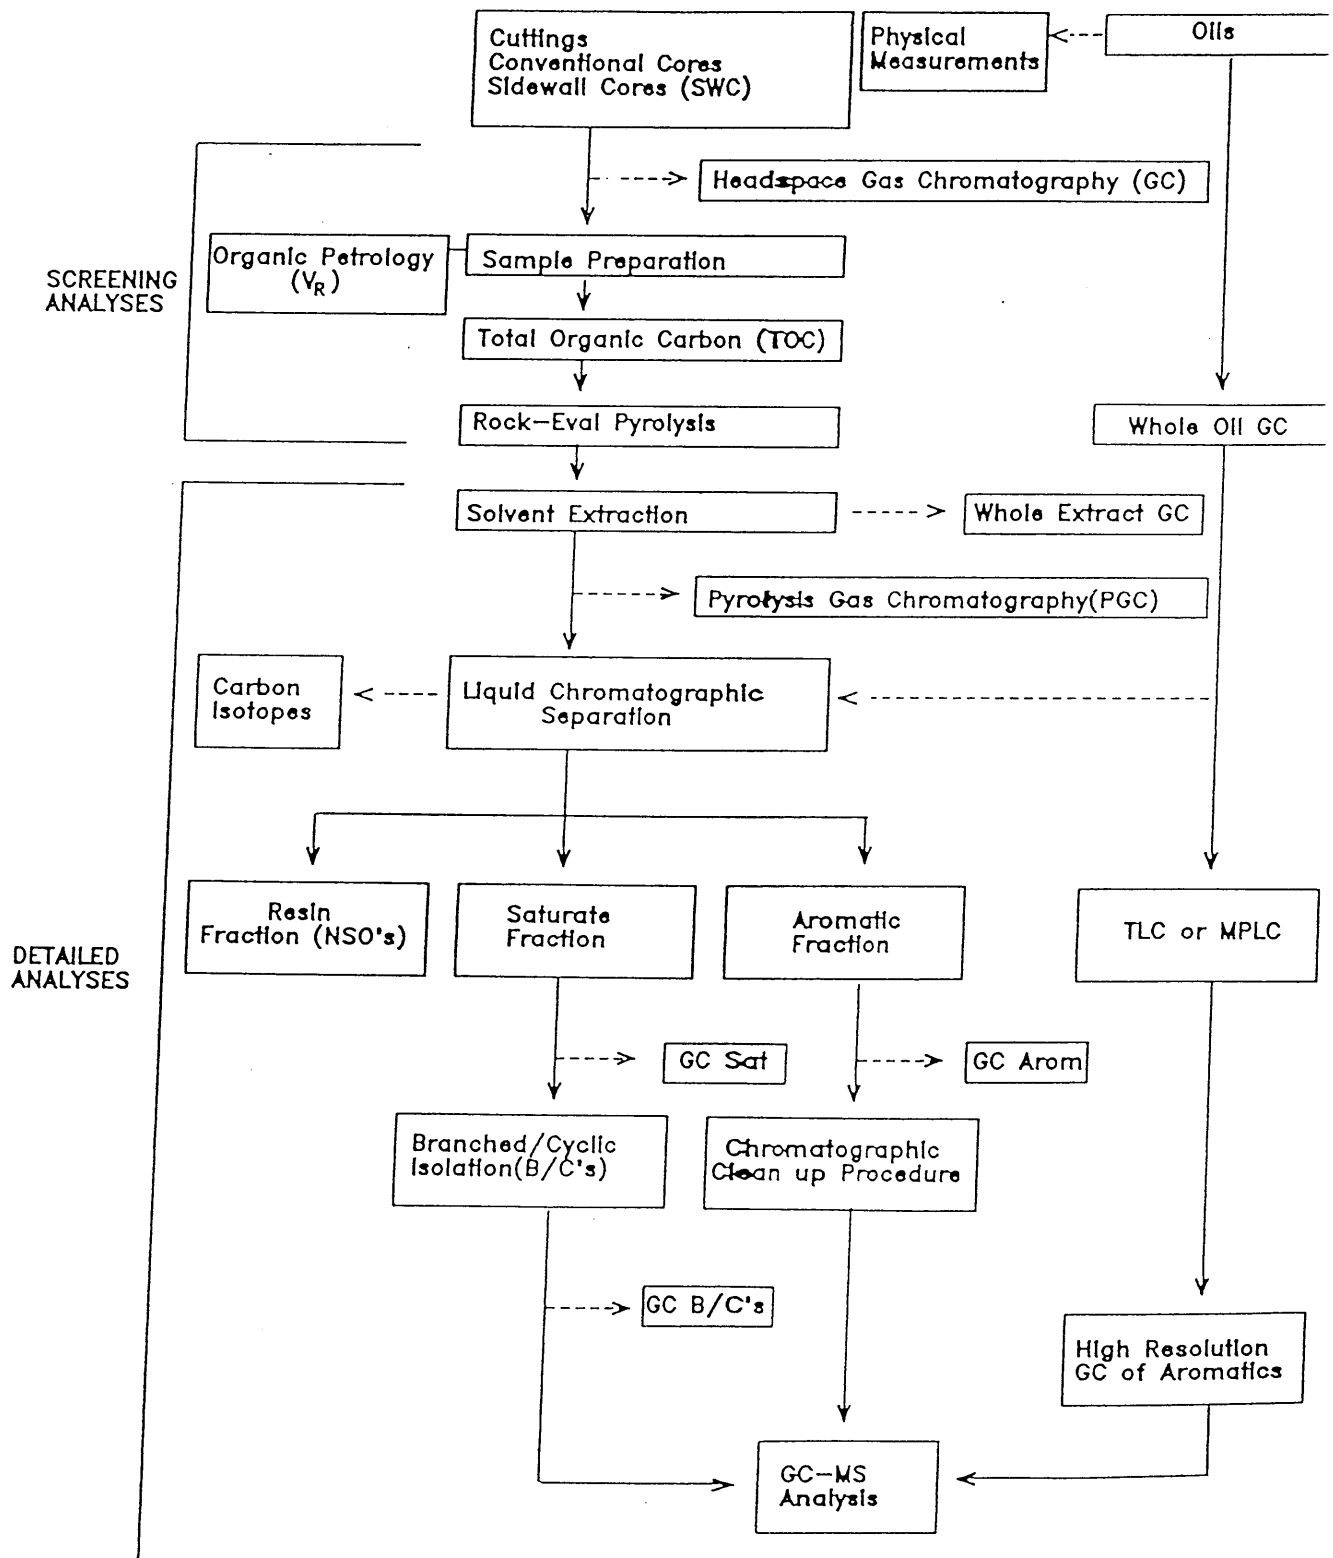 Cuttings
Conventional Cores
Sidewall Cores (SWC)
Physical
Measurements
Oils
Headspace Gas Chromatography (GC)
Organic Petrology
(VR)
Sample Preparation
SCREENING
ANALYSES
Total Organic Carbon (TOC)
Rock-Eval Pyrolysis
Whole Oil GC
Solvent Extraction
Whole Extract GC
Pyrolysis Gas Chromatography(PGC)
Carbon
Isotopes
Liquid Chromatographic
Separation
Resin
Fraction (NSO's)
Saturate
Fraction
Aromatic
Fraction
TLC or MPLC
DETAILED
ANALYSES
GC Sat
GC Arom
Branched/Cyclic
Isolation(B/C's)
Chromatographic
Clean up Procedure
GC B/C's
High Resolution
GC of Aromatics
GC-MS
Analysis